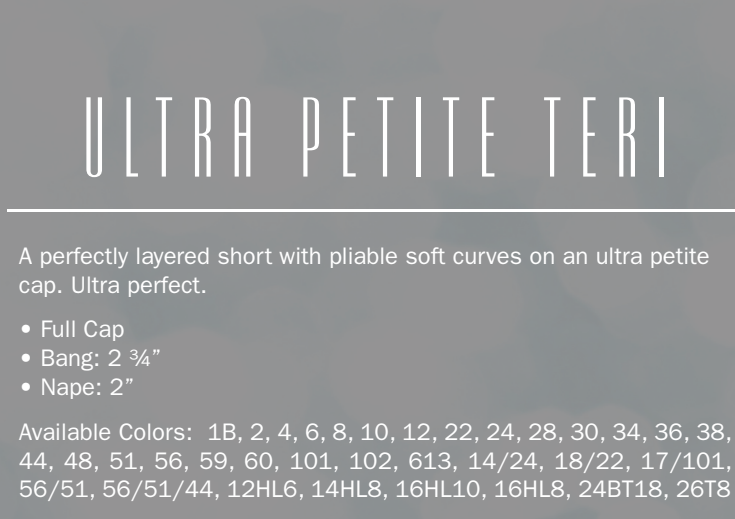 ULTRA PETITE TERI
A perfectly layered short with pliable soft curves on an ultra petite
cap. Ultra perfect.
• Full Cap
• Bang: 2 ¾”
• Nape: 2”
Available Colors: 1B, 2, 4, 6, 8, 10, 12, 22, 24, 28, 30, 34, 36, 38,
44, 48, 51, 56, 59, 60, 101, 102, 613, 14/24, 18/22, 17/101,
56/51, 56/51/44, 12HL6, 14HL8, 16HL10, 16HL8, 24BT18, 26T8